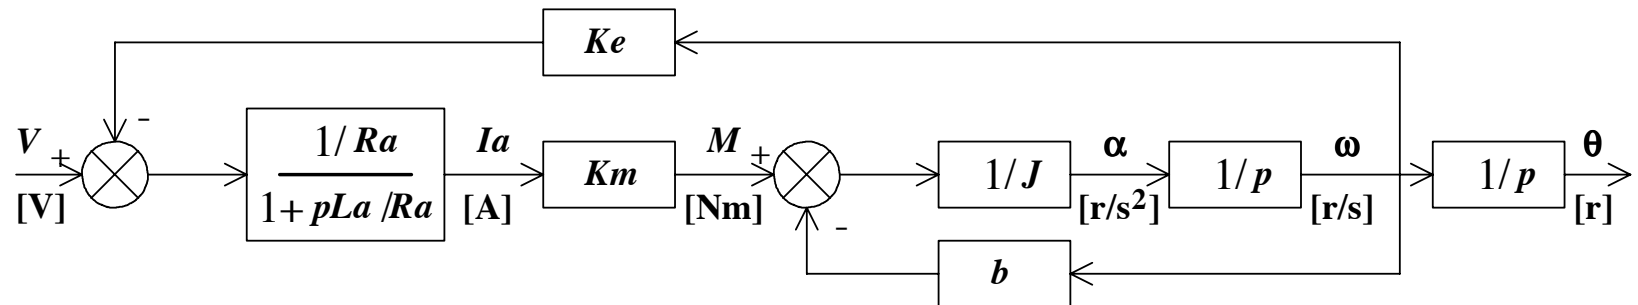 Ke
-
V + 1/Ra Ia M + α ω θ
1+ pLa/Ra Km 1/J 1/p 1/p
[V] [A] [Nm] [r/s²] [r/s] [r]
-
b